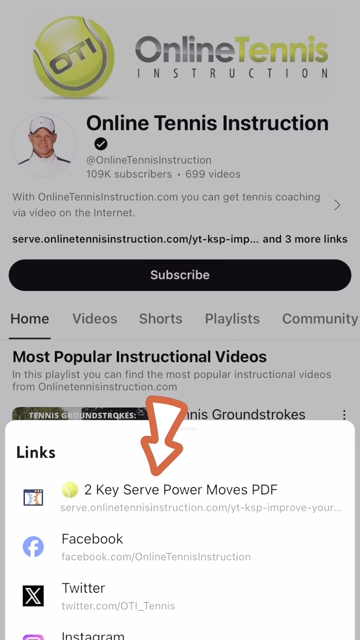 OTI
OnlineTennis
INSTRUCTION
Online Tennis Instruction
@OnlineTennisInstruction
109K subscribers • 699 videos
With OnlineTennisInstruction.com you can get tennis coaching
via video on the Internet.
serve.onlinetennisinstruction.com/yt-ksp-imp... and 3 more links
Subscribe
Home Videos Shorts Playlists Community
Most Popular Instructional Videos
In this playlist you can find the most popular instructional videos
from Onlinetennisinstruction.com
TENNIS GROUNDSTROKES:
nnis Groundstrokes
Links
2 Key Serve Power Moves PDF
serve.onlinetennisinstruction.com/yt-ksp-improve-your...
Facebook
facebook.com/OnlineTennisInstruction
Twitter
twitter.com/OTI_Tennis
Instagram